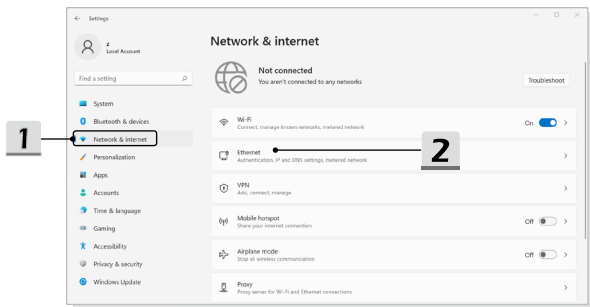 Settings
z
Local Account
Find a setting
System
Bluetooth & devices
Network & internet
Personalization
Apps
Accounts
Time & language
Gaming
Accessibility
Privacy & security
Windows Update
1
Network & internet
Not connected
You aren't connected to any networks
Troubleshoot
Wi-Fi
Connect, manage known networks, metered network
On
Ethernet
Authentication, IP and DNS settings, metered network
2
VPN
Add, connect, manage
Mobile hotspot
Share your internet connection
Off
Airplane mode
Stop all wireless communication
Off
Proxy
Proxy server for Wi-Fi and Ethernet connections